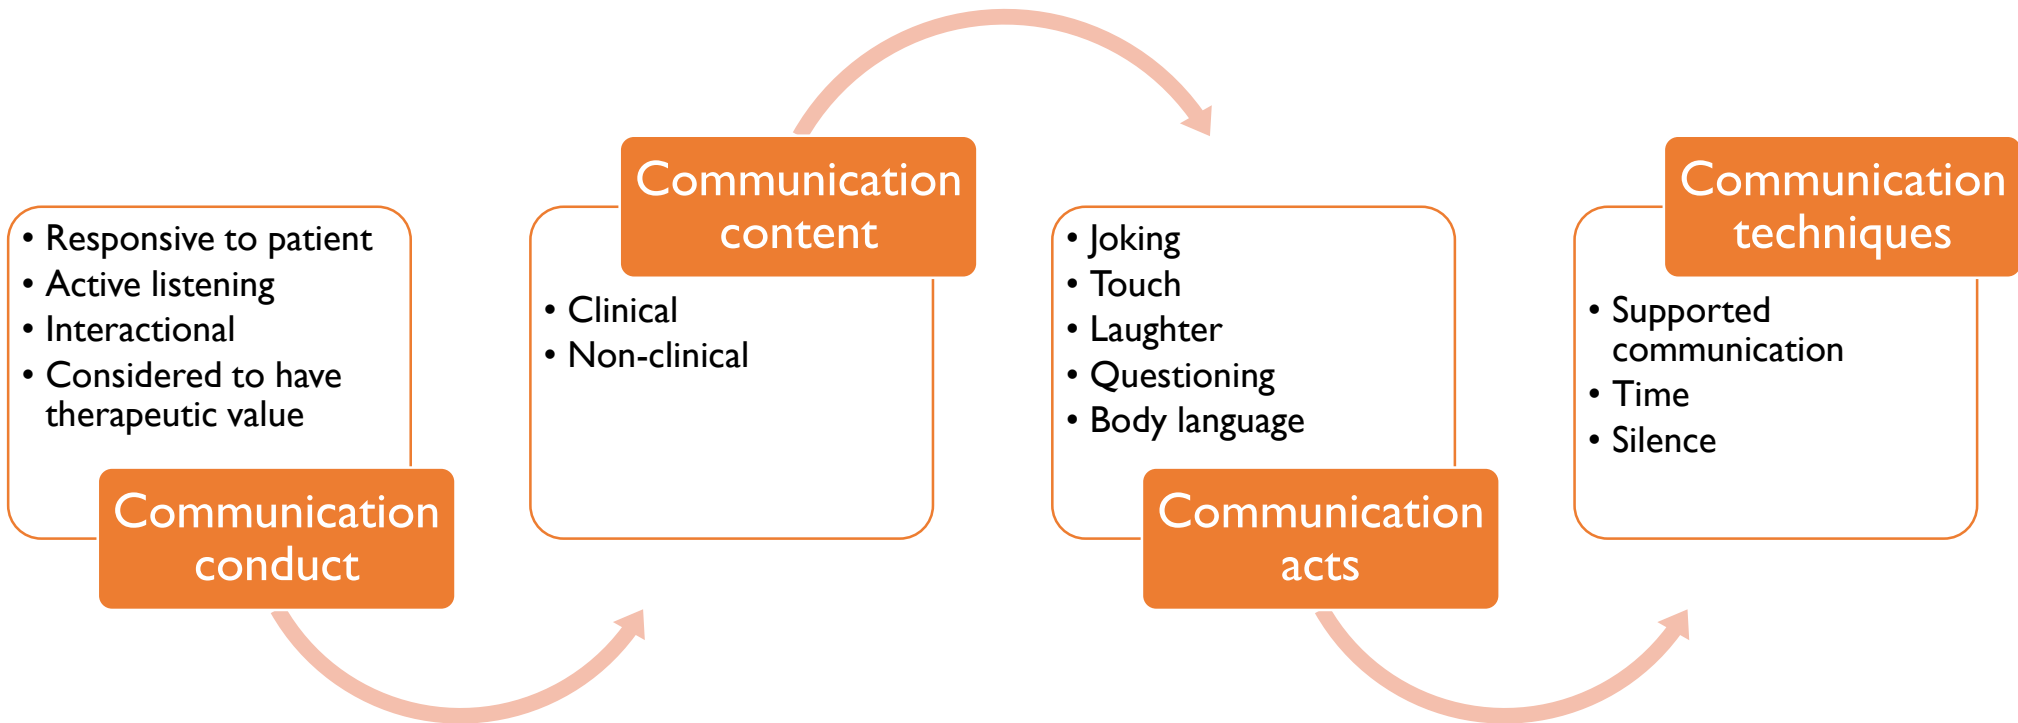 • Responsive to patient
• Active listening
• Interactional
• Considered to have
therapeutic value
Communication
conduct
Communication
content
• Clinical
• Non-clinical
• Joking
• Touch
• Laughter
• Questioning
• Body language
Communication
acts
Communication
techniques
• Supported
communication
• Time
• Silence